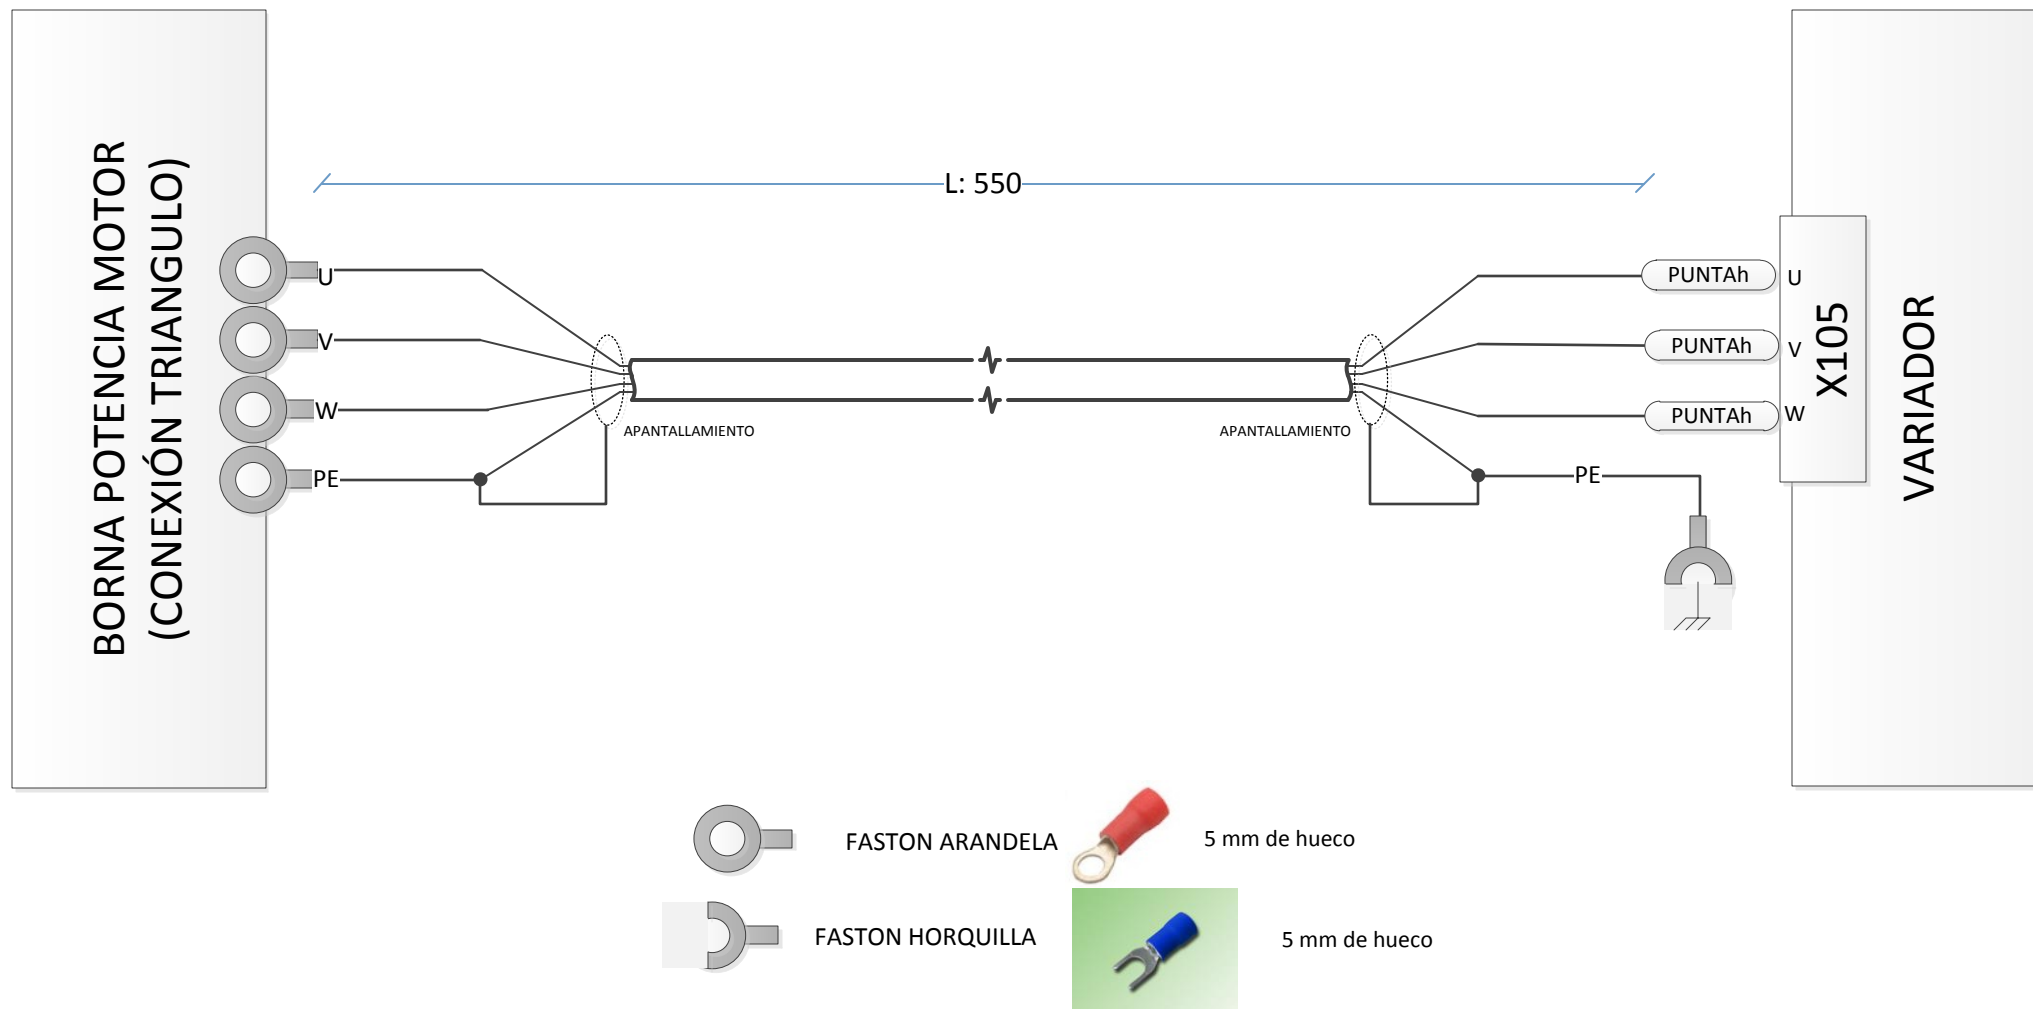 BORNA POTENCIA MOTOR
(CONEXIÓN TRIANGULO)
L: 550
U
V
W
PE
APANTALLAMIENTO
APANTALLAMIENTO
PUNTAh
U
PUNTAh
V
PUNTAh
W
PE
X105
VARIADOR
FASTON ARANDELA
5 mm de hueco
FASTON HORQUILLA
5 mm de hueco